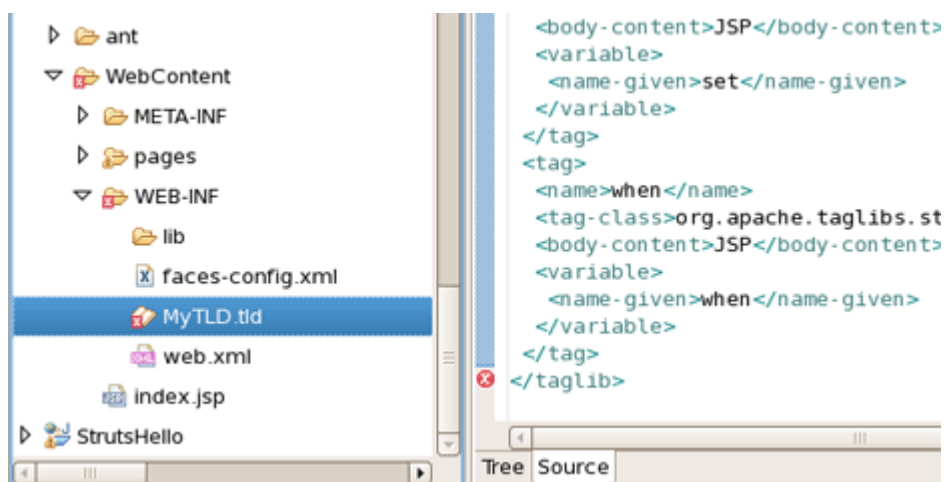 ant
WebContent
META-INF
pages
WEB-INF
lib
faces-config.xml
MyTLD.tld
web.xml
index.jsp
StrutsHello
<body-content>JSP</body-content>
<variable>
<name-given>set</name-given>
</variable>
</tag>
<tag>
<name>when</name>
<tag-class>org.apache.taglibs.st
<body-content>JSP</body-content>
<variable>
<name-given>when</name-given>
</variable>
</tag>
</taglib>
Tree Source